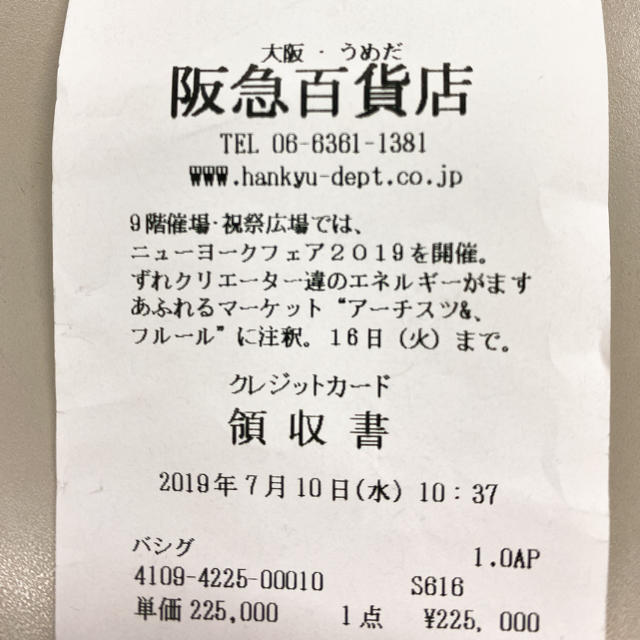 大阪・うめだ
阪急百貨店
TEL 06-6361-1381
www.hankyu-dept.co.jp
9階催場・祝祭広場では、
ニューヨークフェア2019を開催。
ずれクリエーター違のエネルギーがます
あふれるマーケット“アーチスツ&、
フルール”に注釈。16日(火)まで。
クレジットカード
領収書
2019年7月10日(水) 10:37
バシグ 1.0AP
4109-4225-00010 S616
単価225,000 1点 ¥225,000